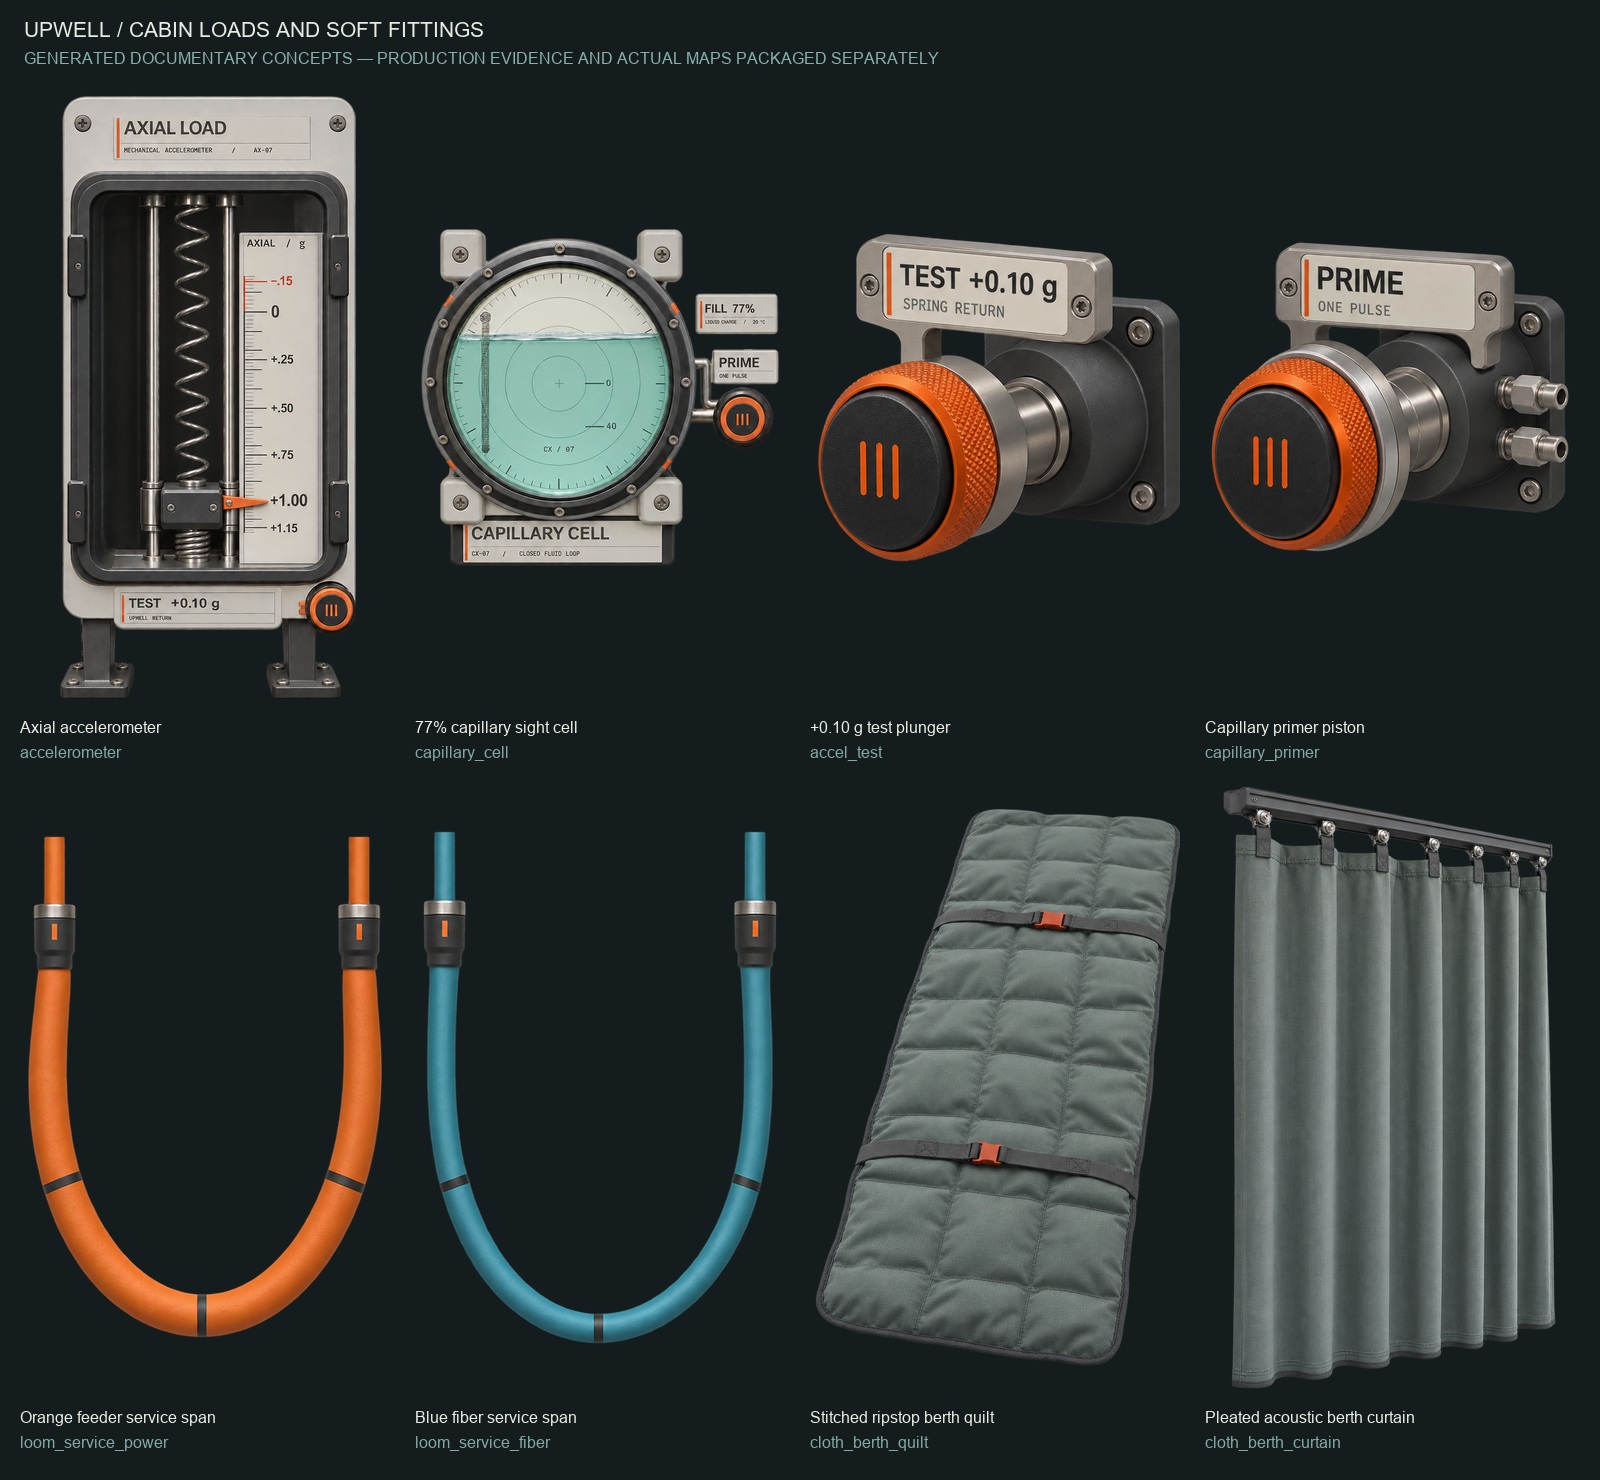 UPWELL / CABIN LOADS AND SOFT FITTINGS
GENERATED DOCUMENTARY CONCEPTS — PRODUCTION EVIDENCE AND ACTUAL MAPS PACKAGED SEPARATELY
AXIAL LOAD
MECHANICAL ACCELEROMETER / AX-07
AXIAL / g
-.15
0
+.25
+.50
+.75
+1.00
+1.15
TEST +0.10 g
UPWELL RETURN
FILL 77%
LIQUID CHARGE / 20 °C
PRIME
ONE PULSE
0
40
CX / 07
CAPILLARY CELL
CX-07 / CLOSED FLUID LOOP
TEST +0.10 g
SPRING RETURN
PRIME
ONE PULSE
Axial accelerometer
accelerometer
77% capillary sight cell
capillary_cell
+0.10 g test plunger
accel_test
Capillary primer piston
capillary_primer
Orange feeder service span
loom_service_power
Blue fiber service span
loom_service_fiber
Stitched ripstop berth quilt
cloth_berth_quilt
Pleated acoustic berth curtain
cloth_berth_curtain